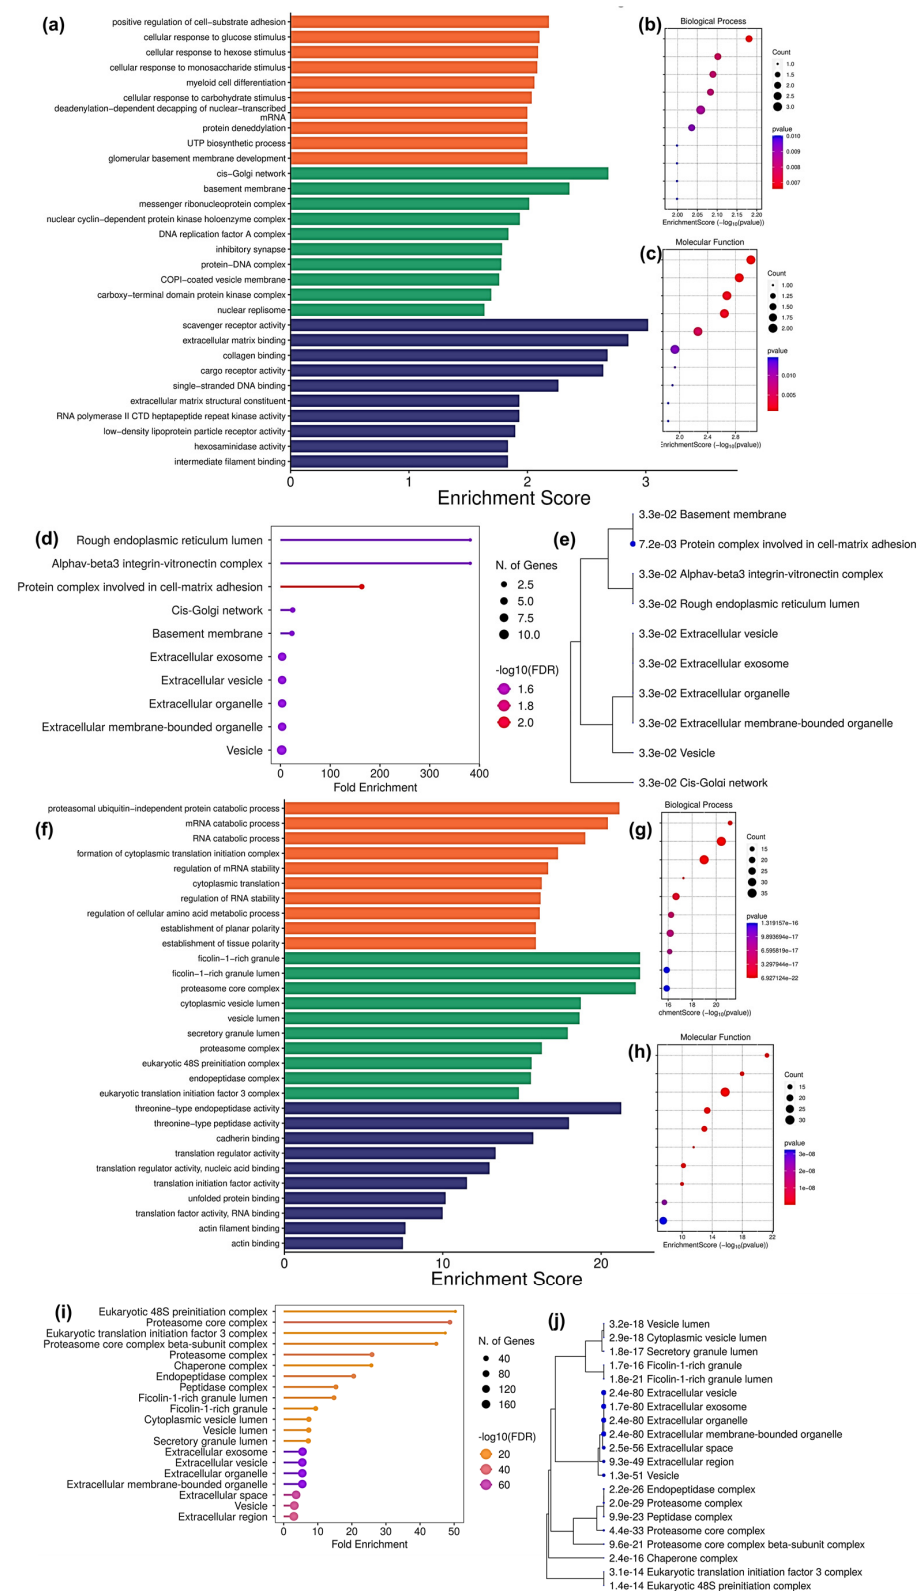 (a)
positive regulation of cell−substrate adhesion
cellular response to glucose stimulus
cellular response to hexose stimulus
cellular response to monosaccharide stimulus
myeloid cell differentiation
cellular response to carbohydrate stimulus
deadenylation−dependent decapping of nuclear−transcribed
mRNA
protein deneddylation
UTP biosynthetic process
glomerular basement membrane development
cis−Golgi network
basement membrane
messenger ribonucleoprotein complex
nuclear cyclin−dependent protein kinase holoenzyme complex
DNA replication factor A complex
inhibitory synapse
protein−DNA complex
COPI−coated vesicle membrane
carboxy−terminal domain protein kinase complex
nuclear replisome
scavenger receptor activity
extracellular matrix binding
collagen binding
cargo receptor activity
single−stranded DNA binding
extracellular matrix structural constituent
RNA polymerase II CTD heptapeptide repeat kinase activity
low−density lipoprotein particle receptor activity
hexosaminidase activity
intermediate filament binding
0 1 2 3
Enrichment Score
(b)
Biological Process
Count
1.0
1.5
2.0
2.5
3.0
pvalue
0.010
0.009
0.008
0.007
2.00 2.05 2.10 2.15 2.20
EnrichmentScore (−log10(pvalue))
(c)
Molecular Function
Count
1.00
1.25
1.50
1.75
2.00
pvalue
0.010
0.005
2.0 2.4 2.8
EnrichmentScore (−log10(pvalue))
(d)
Rough endoplasmic reticulum lumen
Alphav-beta3 integrin-vitronectin complex
Protein complex involved in cell-matrix adhesion
Cis-Golgi network
Basement membrane
Extracellular exosome
Extracellular vesicle
Extracellular organelle
Extracellular membrane-bounded organelle
Vesicle
0 100 200 300 400
Fold Enrichment
N. of Genes
2.5
5.0
7.5
10.0
-log10(FDR)
1.6
1.8
2.0
(e)
3.3e-02 Basement membrane
7.2e-03 Protein complex involved in cell-matrix adhesion
3.3e-02 Alphav-beta3 integrin-vitronectin complex
3.3e-02 Rough endoplasmic reticulum lumen
3.3e-02 Extracellular vesicle
3.3e-02 Extracellular exosome
3.3e-02 Extracellular organelle
3.3e-02 Extracellular membrane-bounded organelle
3.3e-02 Vesicle
3.3e-02 Cis-Golgi network
(f)
proteasomal ubiquitin−independent protein catabolic process
mRNA catabolic process
RNA catabolic process
formation of cytoplasmic translation initiation complex
regulation of mRNA stability
cytoplasmic translation
regulation of RNA stability
regulation of cellular amino acid metabolic process
establishment of planar polarity
establishment of tissue polarity
ficolin−1−rich granule
ficolin−1−rich granule lumen
proteasome core complex
cytoplasmic vesicle lumen
vesicle lumen
secretory granule lumen
proteasome complex
eukaryotic 48S preinitiation complex
endopeptidase complex
eukaryotic translation initiation factor 3 complex
threonine−type endopeptidase activity
threonine−type peptidase activity
cadherin binding
translation regulator activity
translation regulator activity, nucleic acid binding
translation initiation factor activity
unfolded protein binding
translation factor activity, RNA binding
actin filament binding
actin binding
0 10 20
Enrichment Score
(g)
Biological Process
Count
15
20
25
30
35
pvalue
1.319157e−16
9.893694e−17
6.595819e−17
3.297944e−17
6.927124e−22
16 18 20
chmentScore (−log10(pvalue))
(h)
Molecular Function
Count
15
20
25
30
pvalue
3e−08
2e−08
1e−08
10 14 18 22
EnrichmentScore (−log10(pvalue))
(i)
Eukaryotic 48S preinitiation complex
Proteasome core complex
Eukaryotic translation initiation factor 3 complex
Proteasome core complex beta-subunit complex
Proteasome complex
Chaperone complex
Endopeptidase complex
Peptidase complex
Ficolin-1-rich granule lumen
Ficolin-1-rich granule
Cytoplasmic vesicle lumen
Vesicle lumen
Secretory granule lumen
Extracellular exosome
Extracellular vesicle
Extracellular organelle
Extracellular membrane-bounded organelle
Extracellular space
Vesicle
Extracellular region
0 10 20 30 40 50
Fold Enrichment
N. of Genes
40
80
120
160
-log10(FDR)
20
40
60
(j)
3.2e-18 Vesicle lumen
2.9e-18 Cytoplasmic vesicle lumen
1.8e-17 Secretory granule lumen
1.7e-16 Ficolin-1-rich granule
1.8e-21 Ficolin-1-rich granule lumen
2.4e-80 Extracellular vesicle
1.7e-80 Extracellular exosome
2.4e-80 Extracellular organelle
2.4e-80 Extracellular membrane-bounded organelle
2.5e-56 Extracellular space
9.3e-49 Extracellular region
1.3e-51 Vesicle
2.2e-26 Endopeptidase complex
2.0e-29 Proteasome complex
9.9e-23 Peptidase complex
4.4e-33 Proteasome core complex
9.6e-21 Proteasome core complex beta-subunit complex
2.4e-16 Chaperone complex
3.1e-14 Eukaryotic translation initiation factor 3 complex
1.4e-14 Eukaryotic 48S preinitiation complex